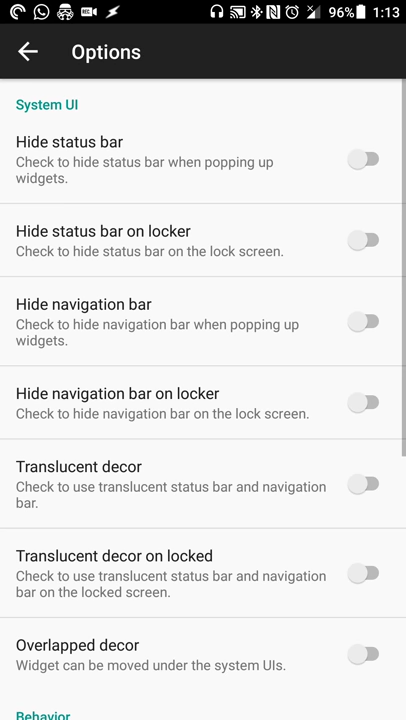 REC
96%
1:13
Options
System UI
Hide status bar
Check to hide status bar when popping up
widgets.
Hide status bar on locker
Check to hide status bar on the lock screen.
Hide navigation bar
Check to hide navigation bar when popping up
widgets.
Hide navigation bar on locker
Check to hide navigation bar on the lock screen.
Translucent decor
Check to use translucent status bar and navigation
bar.
Translucent decor on locked
Check to use translucent status bar and navigation
bar on the locked screen.
Overlapped decor
Widget can be moved under the system UIs.
Behavior